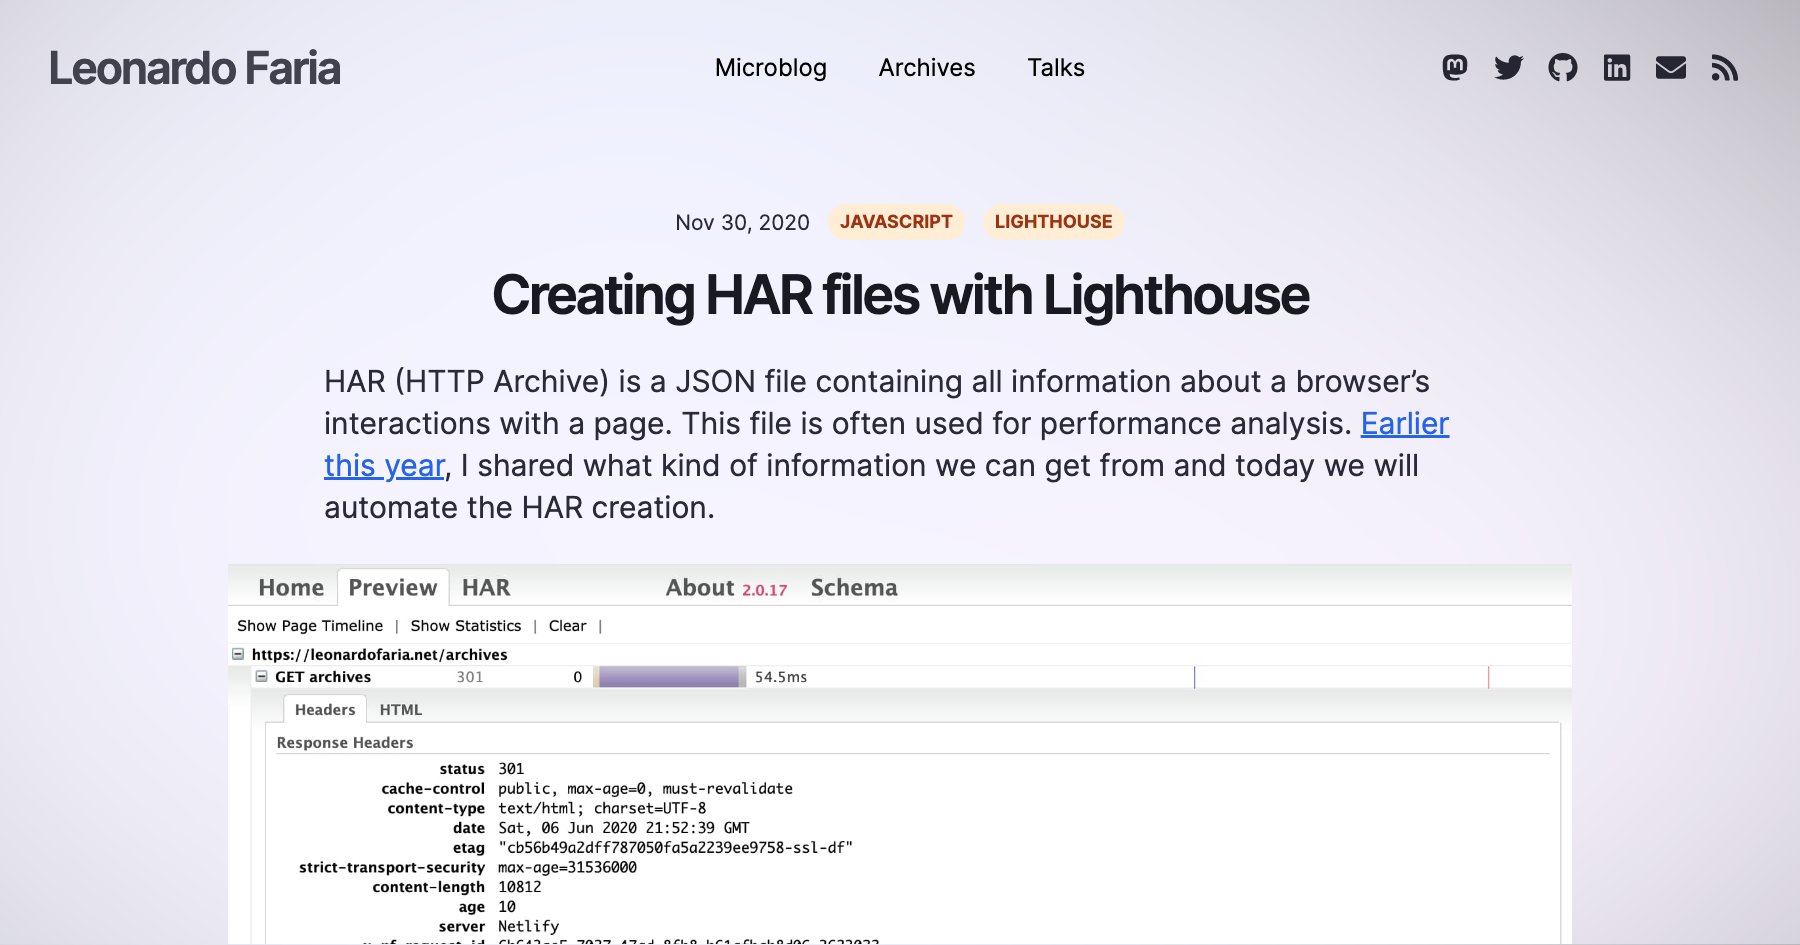 Leonardo Faria
Microblog Archives Talks
Nov 30, 2020 JAVASCRIPT LIGHTHOUSE
Creating HAR files with Lighthouse
HAR (HTTP Archive) is a JSON file containing all information about a browser’s
interactions with a page. This file is often used for performance analysis. Earlier
this year, I shared what kind of information we can get from and today we will
automate the HAR creation.
Home Preview HAR About 2.0.17 Schema
Show Page Timeline | Show Statistics | Clear |
https://leonardofaria.net/archives
GET archives 301 0 54.5ms
Headers HTML
Response Headers
status 301
cache-control public, max-age=0, must-revalidate
content-type text/html; charset=UTF-8
date Sat, 06 Jun 2020 21:52:39 GMT
etag "cb56b49a2dff787050fa5a2239ee9758-ssl-df"
strict-transport-security max-age=31536000
content-length 10812
age 10
server Netlify